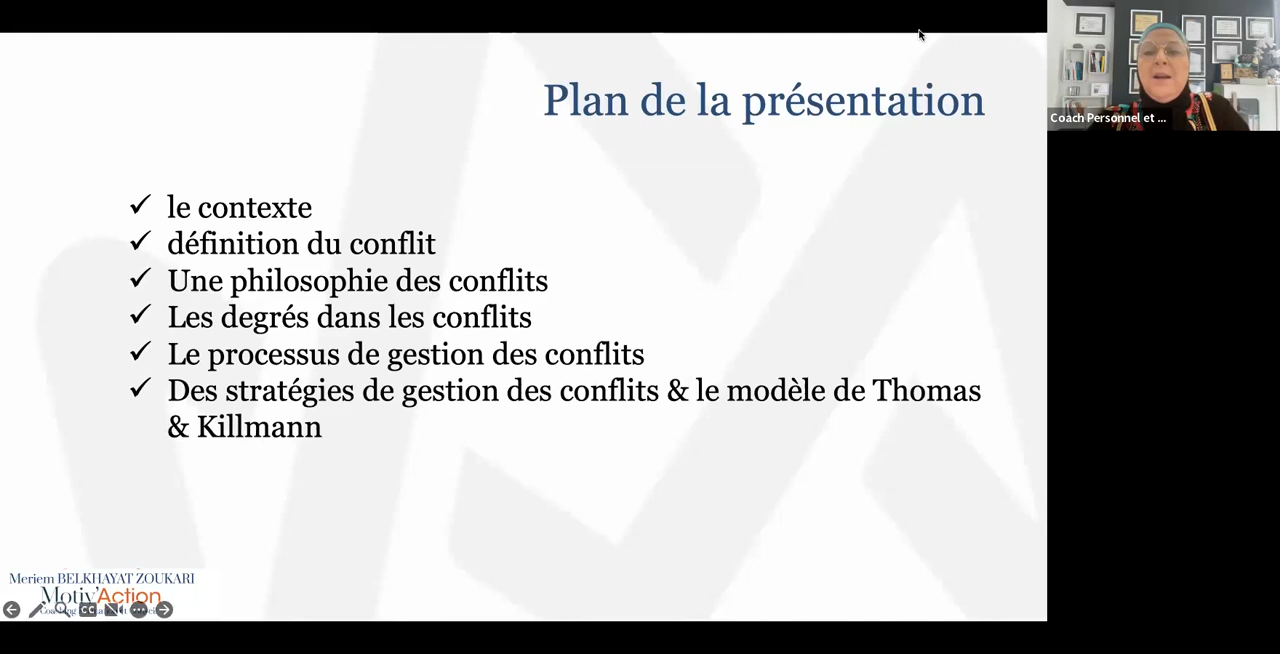 Plan de la présentation
Coach Personnel et ...
✓ le contexte
✓ définition du conflit
✓ Une philosophie des conflits
✓ Les degrés dans les conflits
✓ Le processus de gestion des conflits
✓ Des stratégies de gestion des conflits & le modèle de Thomas
& Killmann
Meriem BELKHAYAT ZOUKARI
Motiv'Action